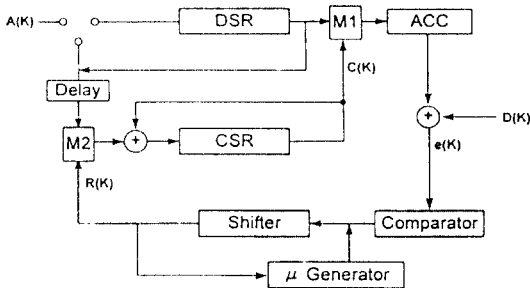 A(K) DSR M1 ACC
C(K)
Delay
M2 + CSR + D(K)
e(K)
R(K)
Shifter Comparator
μ Generator